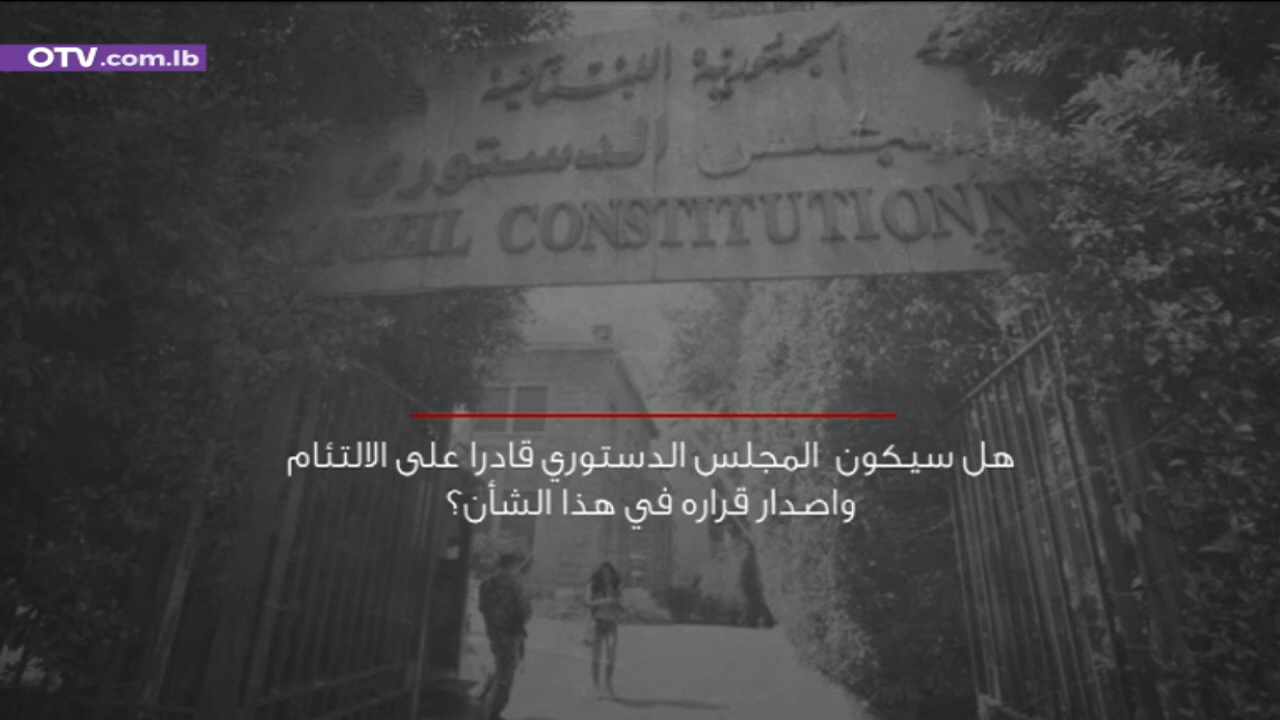 OTV.com.lb
الجمهورية اللبنانية
الدستوري
CONSTITUTIONN
هل سيكون المجلس الدستوري قادرا على الالتئام
واصدار قراره في هذا الشأن؟